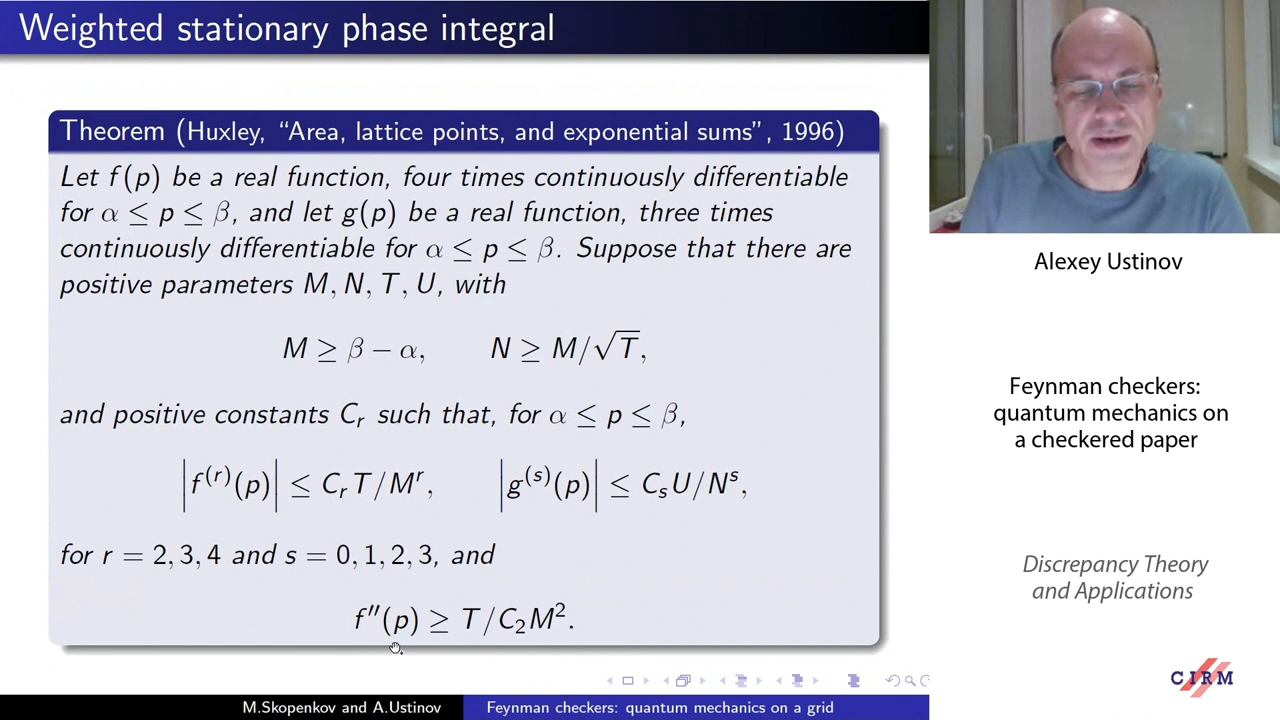 Weighted stationary phase integral
Theorem (Huxley, “Area, lattice points, and exponential sums”, 1996)
Let f(p) be a real function, four times continuously differentiable
for α ≤ p ≤ β, and let g(p) be a real function, three times
continuously differentiable for α ≤ p ≤ β. Suppose that there are
positive parameters M, N, T, U, with
M ≥ β − α, N ≥ M/√T,
and positive constants C_r such that, for α ≤ p ≤ β,
|f^(r)(p)| ≤ C_r T/M^r, |g^(s)(p)| ≤ C_s U/N^s,
for r = 2, 3, 4 and s = 0, 1, 2, 3, and
f″(p) ≥ T/C₂M².
M.Skopenkov and A.Ustinov
Feynman checkers: quantum mechanics on a grid
Alexey Ustinov
Feynman checkers:
quantum mechanics on
a checkered paper
Discrepancy Theory
and Applications
CIRM